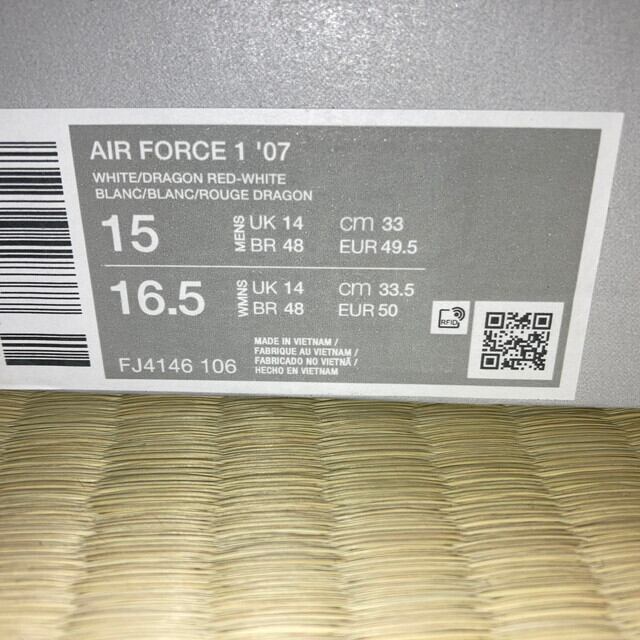 AIR FORCE 1 '07
WHITE/DRAGON RED-WHITE
BLANC/BLANC/ROUGE DRAGON
15 MENS UK 14 cm 33
BR 48 EUR 49.5
16.5 WMNS UK 14 cm 33.5
BR 48 EUR 50
RFID
MADE IN VIETNAM /
FABRIQUE AU VIETNAM /
FABRICADO NO VIETNÃ /
HECHO EN VIETNAM
FJ4146 106